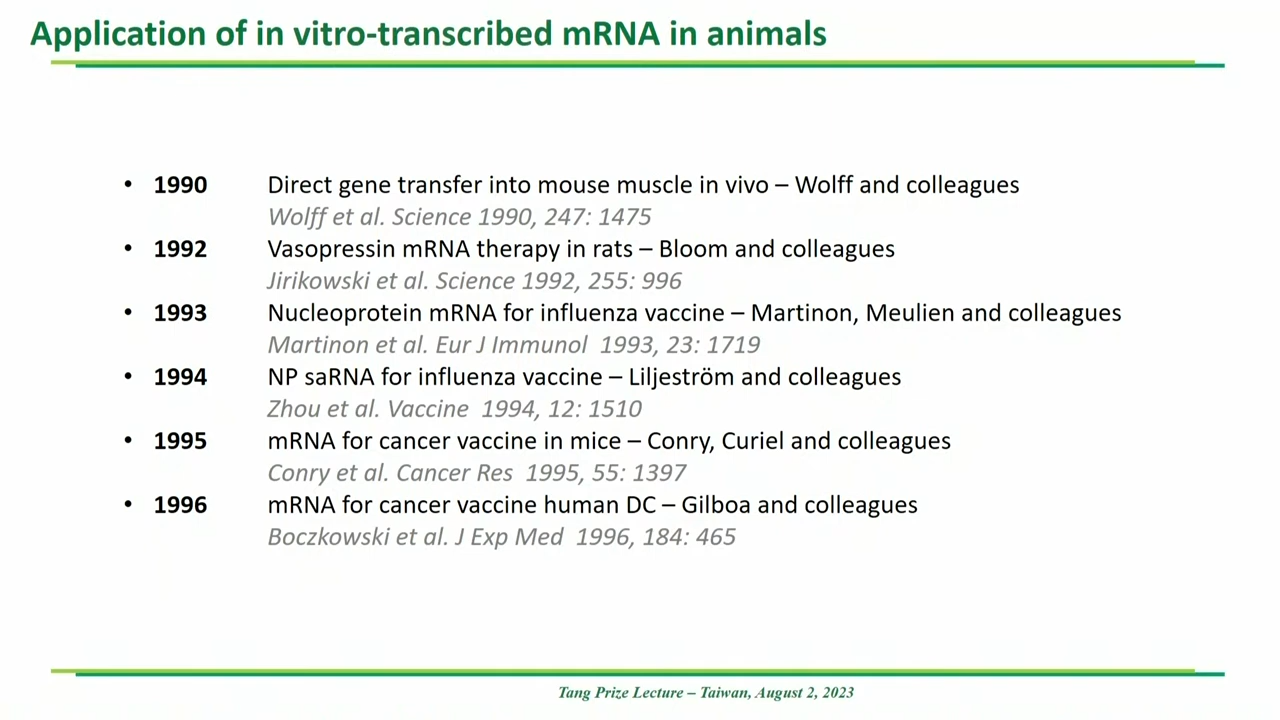 Application of in vitro-transcribed mRNA in animals
• 1990 Direct gene transfer into mouse muscle in vivo – Wolff and colleagues
Wolff et al. Science 1990, 247: 1475
• 1992 Vasopressin mRNA therapy in rats – Bloom and colleagues
Jirikowski et al. Science 1992, 255: 996
• 1993 Nucleoprotein mRNA for influenza vaccine – Martinon, Meulien and colleagues
Martinon et al. Eur J Immunol 1993, 23: 1719
• 1994 NP saRNA for influenza vaccine – Liljeström and colleagues
Zhou et al. Vaccine 1994, 12: 1510
• 1995 mRNA for cancer vaccine in mice – Conry, Curiel and colleagues
Conry et al. Cancer Res 1995, 55: 1397
• 1996 mRNA for cancer vaccine human DC – Gilboa and colleagues
Boczkowski et al. J Exp Med 1996, 184: 465
Tang Prize Lecture – Taiwan, August 2, 2023